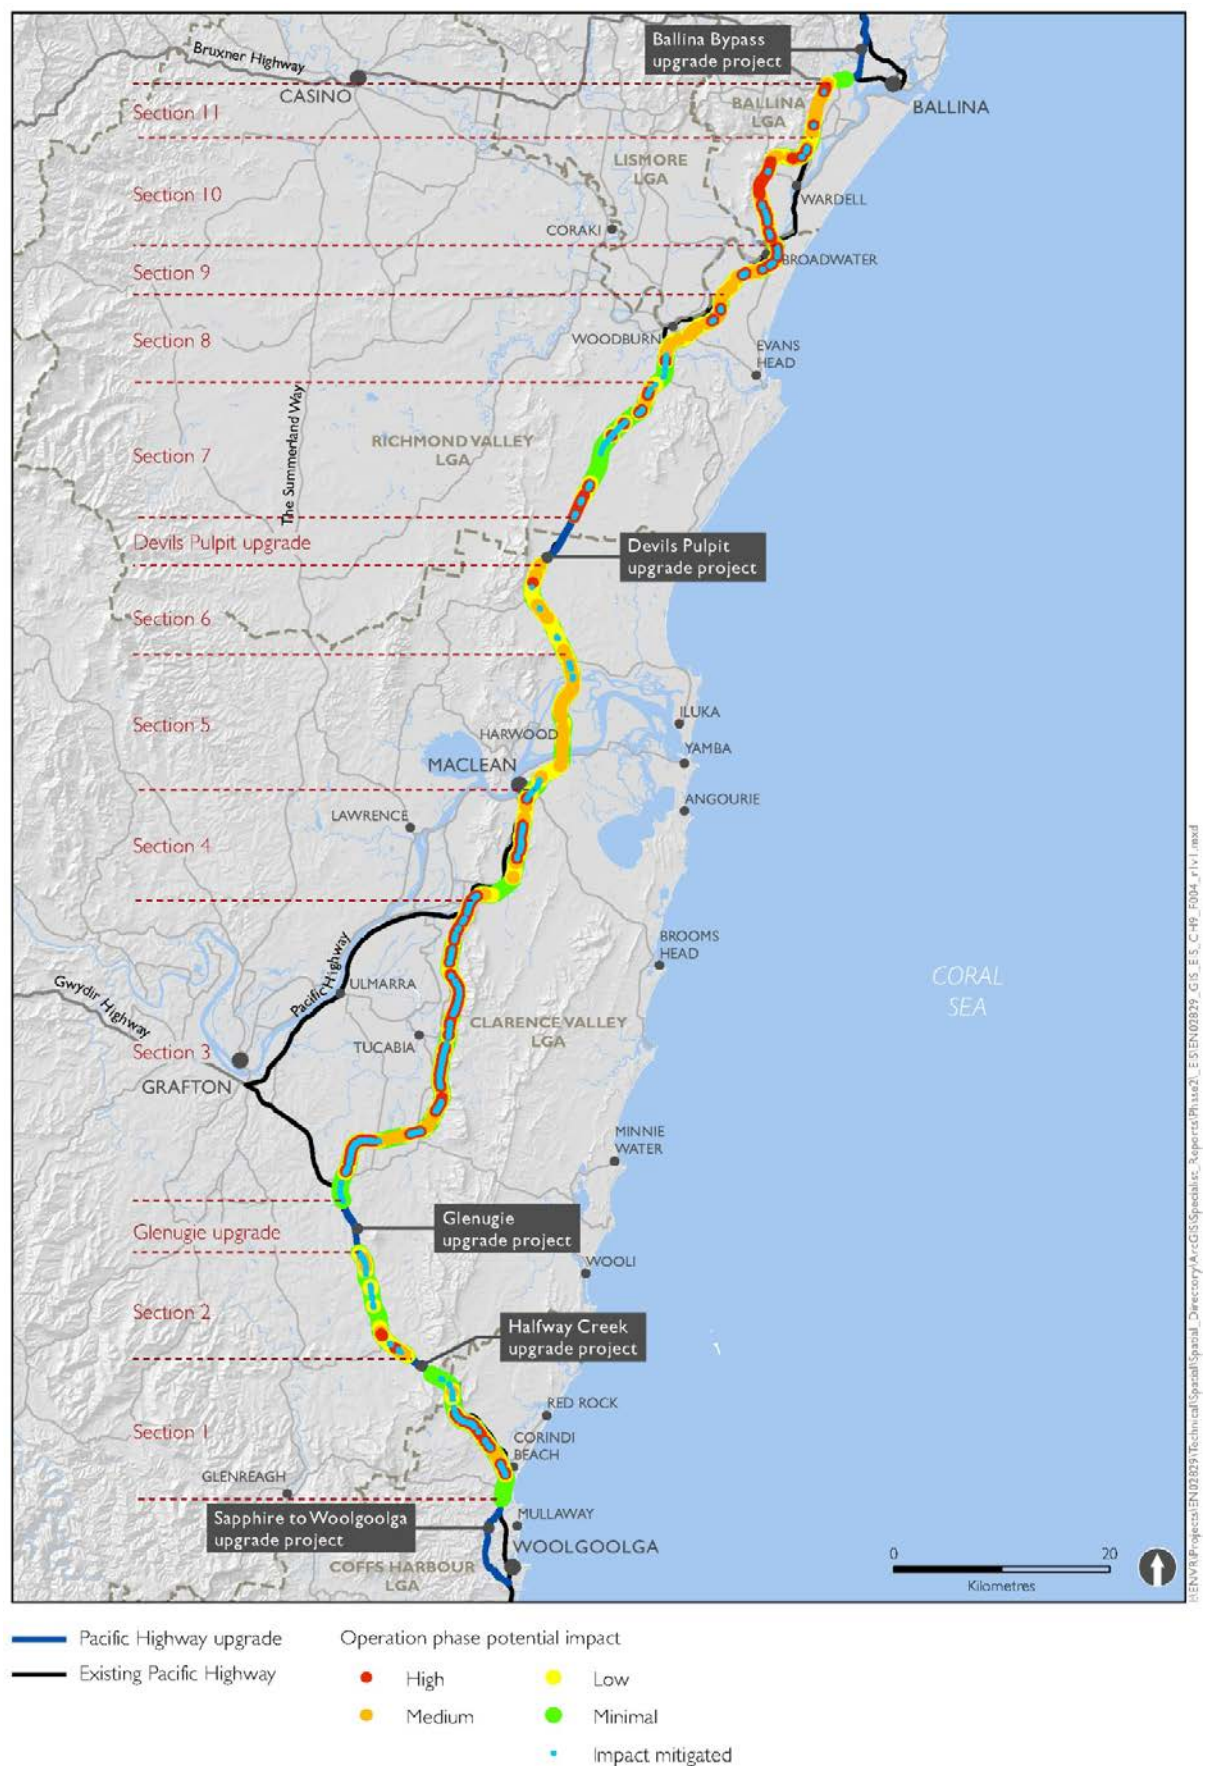 Ballina Bypass
upgrade project
Bruxner Highway
CASINO
BALLINA
BALLINA
LGA
Section 11
LISMORE
LGA
Section 10
WARDELL
CORAKI
BROADWATER
Section 9
WOODBURN
Section 8
EVANS
HEAD
The Summerland Way
RICHMOND VALLEY
LGA
Section 7
Devils Pulpit upgrade
Devils Pulpit
upgrade project
Section 6
ILUKA
Section 5
HARWOOD
YAMBA
MACLEAN
ANGOURIE
LAWRENCE
Section 4
BROOMS
HEAD
CORAL
SEA
Pacific Highway
Gwydir Highway
ULMARRA
CLARENCE VALLEY
LGA
TUCABIA
Section 3
GRAFTON
MINNIE
WATER
Glenugie upgrade
Glenugie
upgrade project
WOOLI
Section 2
Halfway Creek
upgrade project
RED ROCK
Section 1
CORINDI
BEACH
GLENREAGH
Sapphire to Woolgoolga
upgrade project
MULLAWAY
WOOLGOOLGA
COFFS HARBOUR
LGA
0 20
Kilometres
Pacific Highway upgrade
Existing Pacific Highway
Operation phase potential impact
High
Low
Medium
Minimal
Impact mitigated